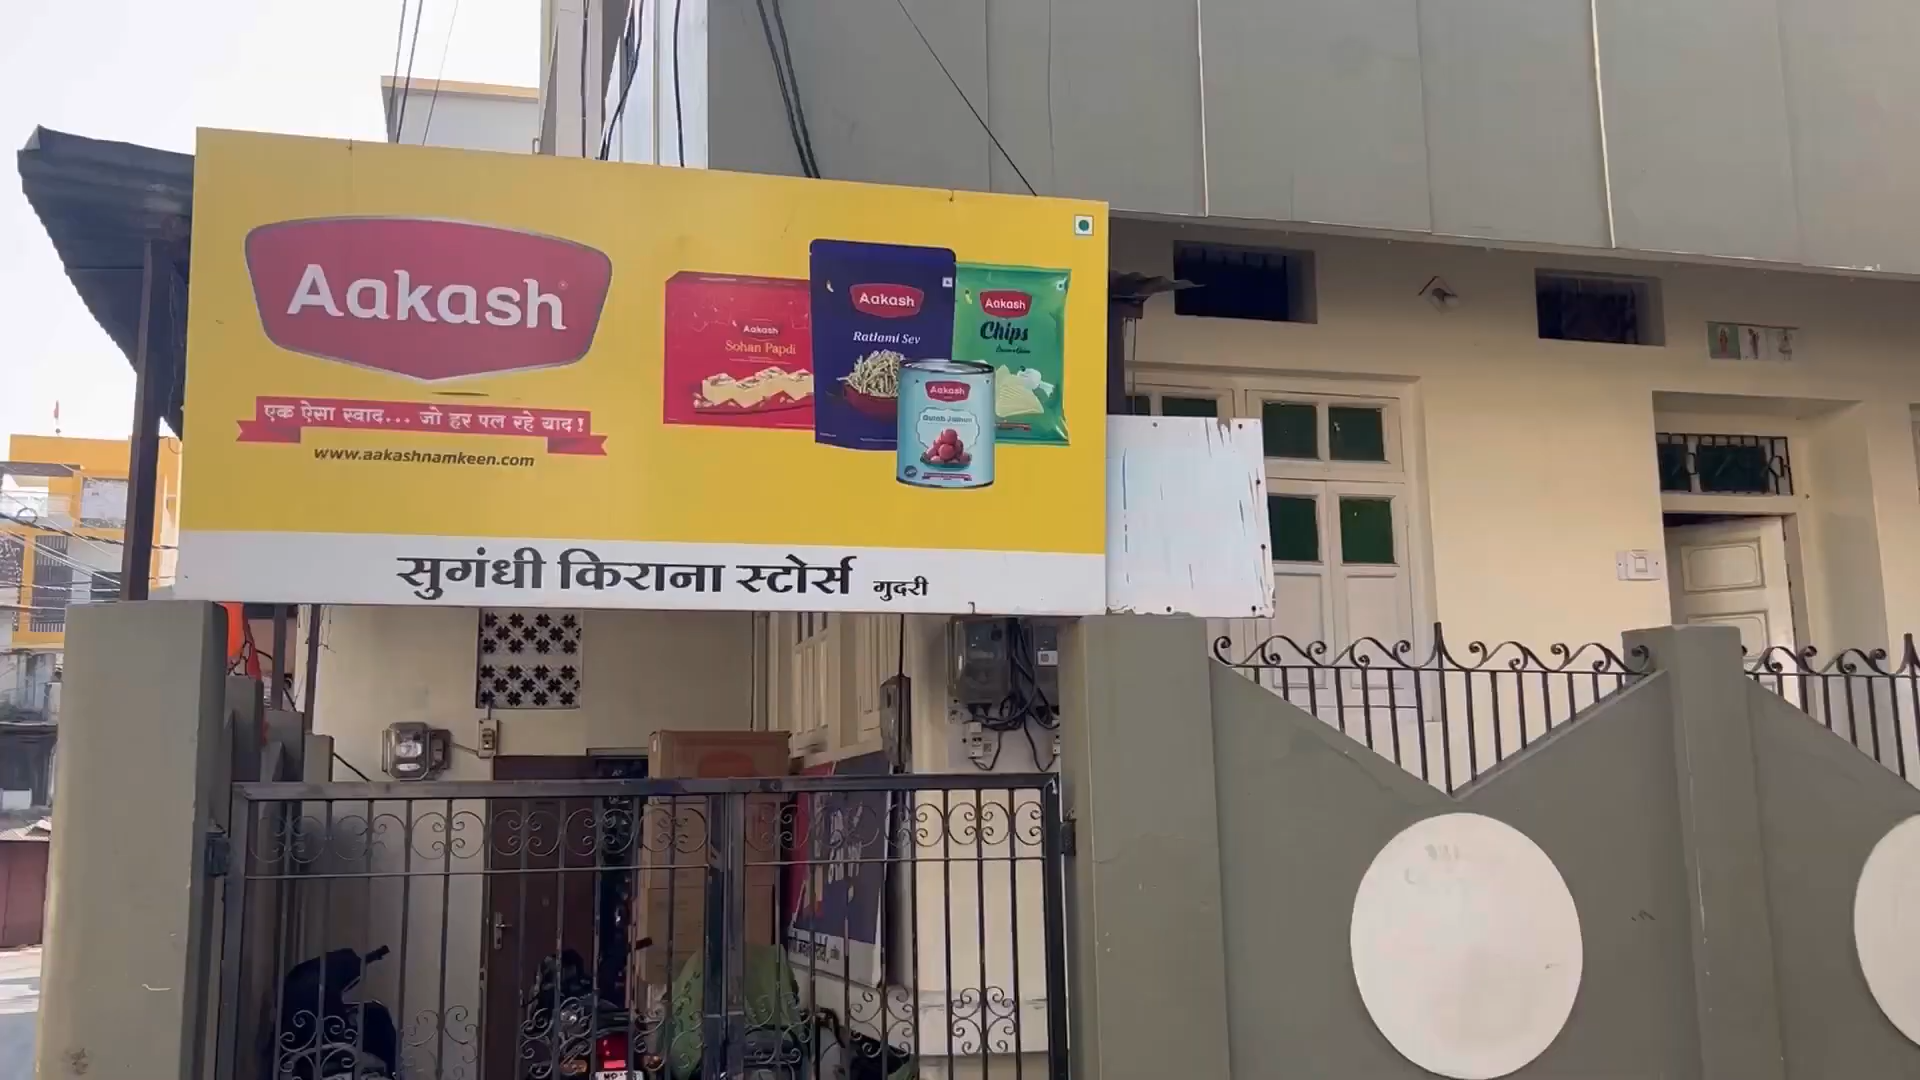 Aakash
एक ऐसा स्वाद... जो हर पल रहे याद!
www.aakashnamkeen.com
Aakash
Sohan Papdi
Aakash
Ratlami Sev
Aakash
Chips
Aakash
Gulab Jamun
सुगंधी किराना स्टोर्स गुदरी